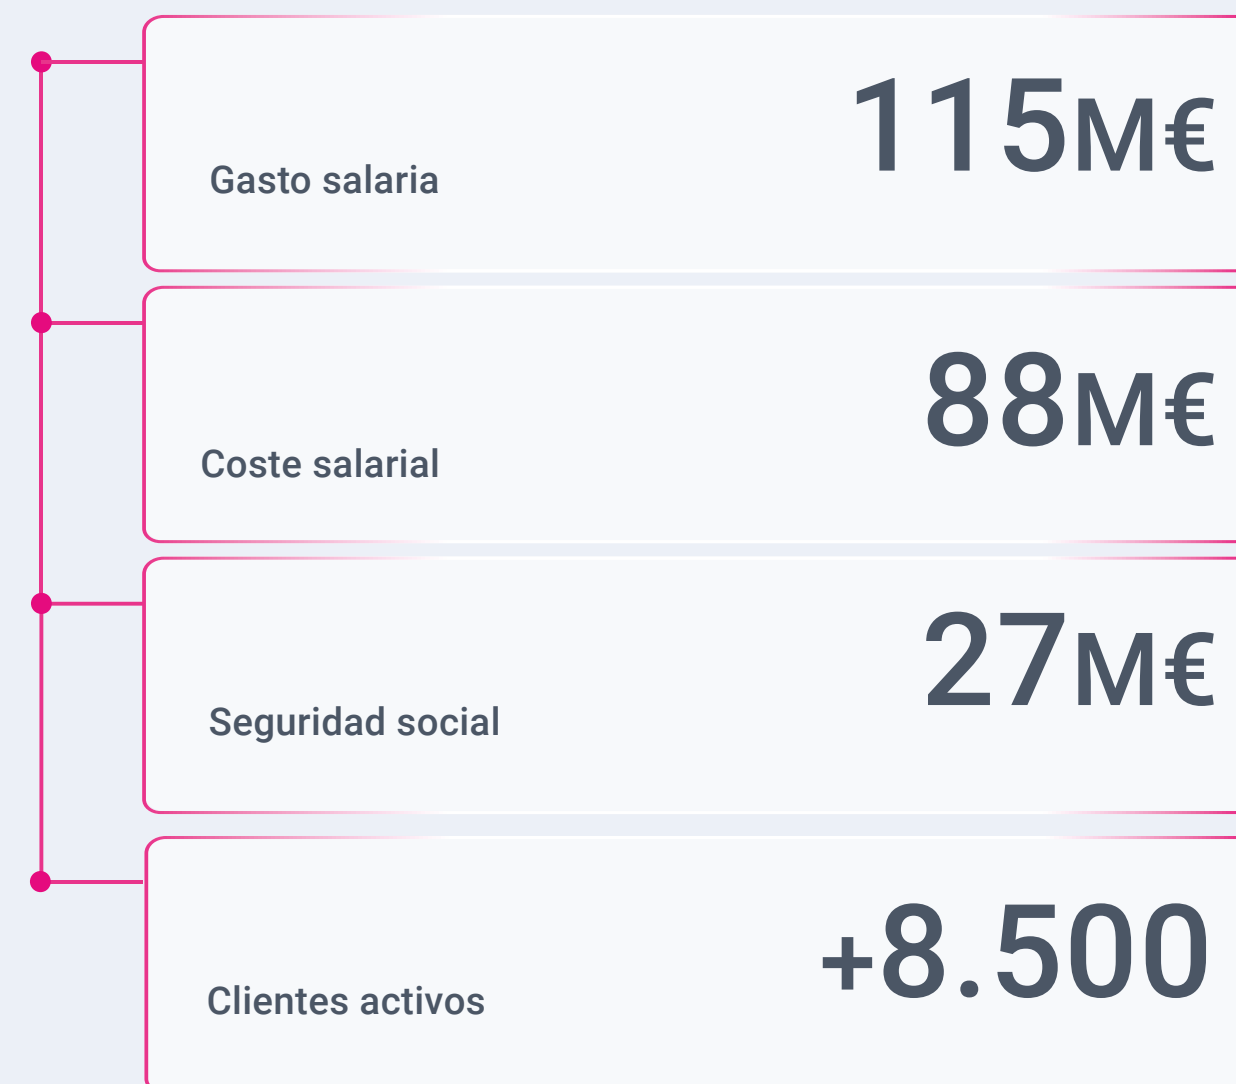 115M€
Gasto salaria
88M€
Coste salarial
27M€
Seguridad social
+8.500
Clientes activos